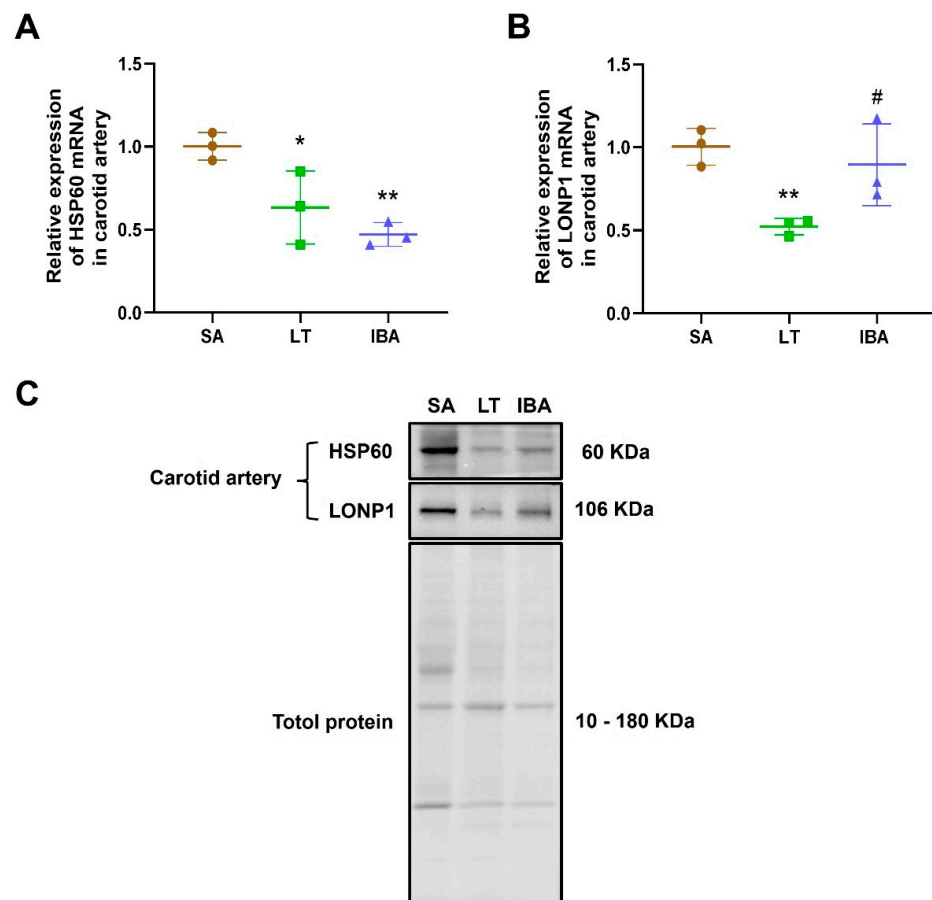 A
Relative expression
of HSP60 mRNA
in carotid artery
1.5
1.0
0.5
0.0
*
**
SA LT IBA
B
Relative expression
of LONP1 mRNA
in carotid artery
1.5
1.0
0.5
0.0
**
#
SA LT IBA
C
SA LT IBA
Carotid artery
HSP60 60 KDa
LONP1 106 KDa
Totol protein 10 - 180 KDa